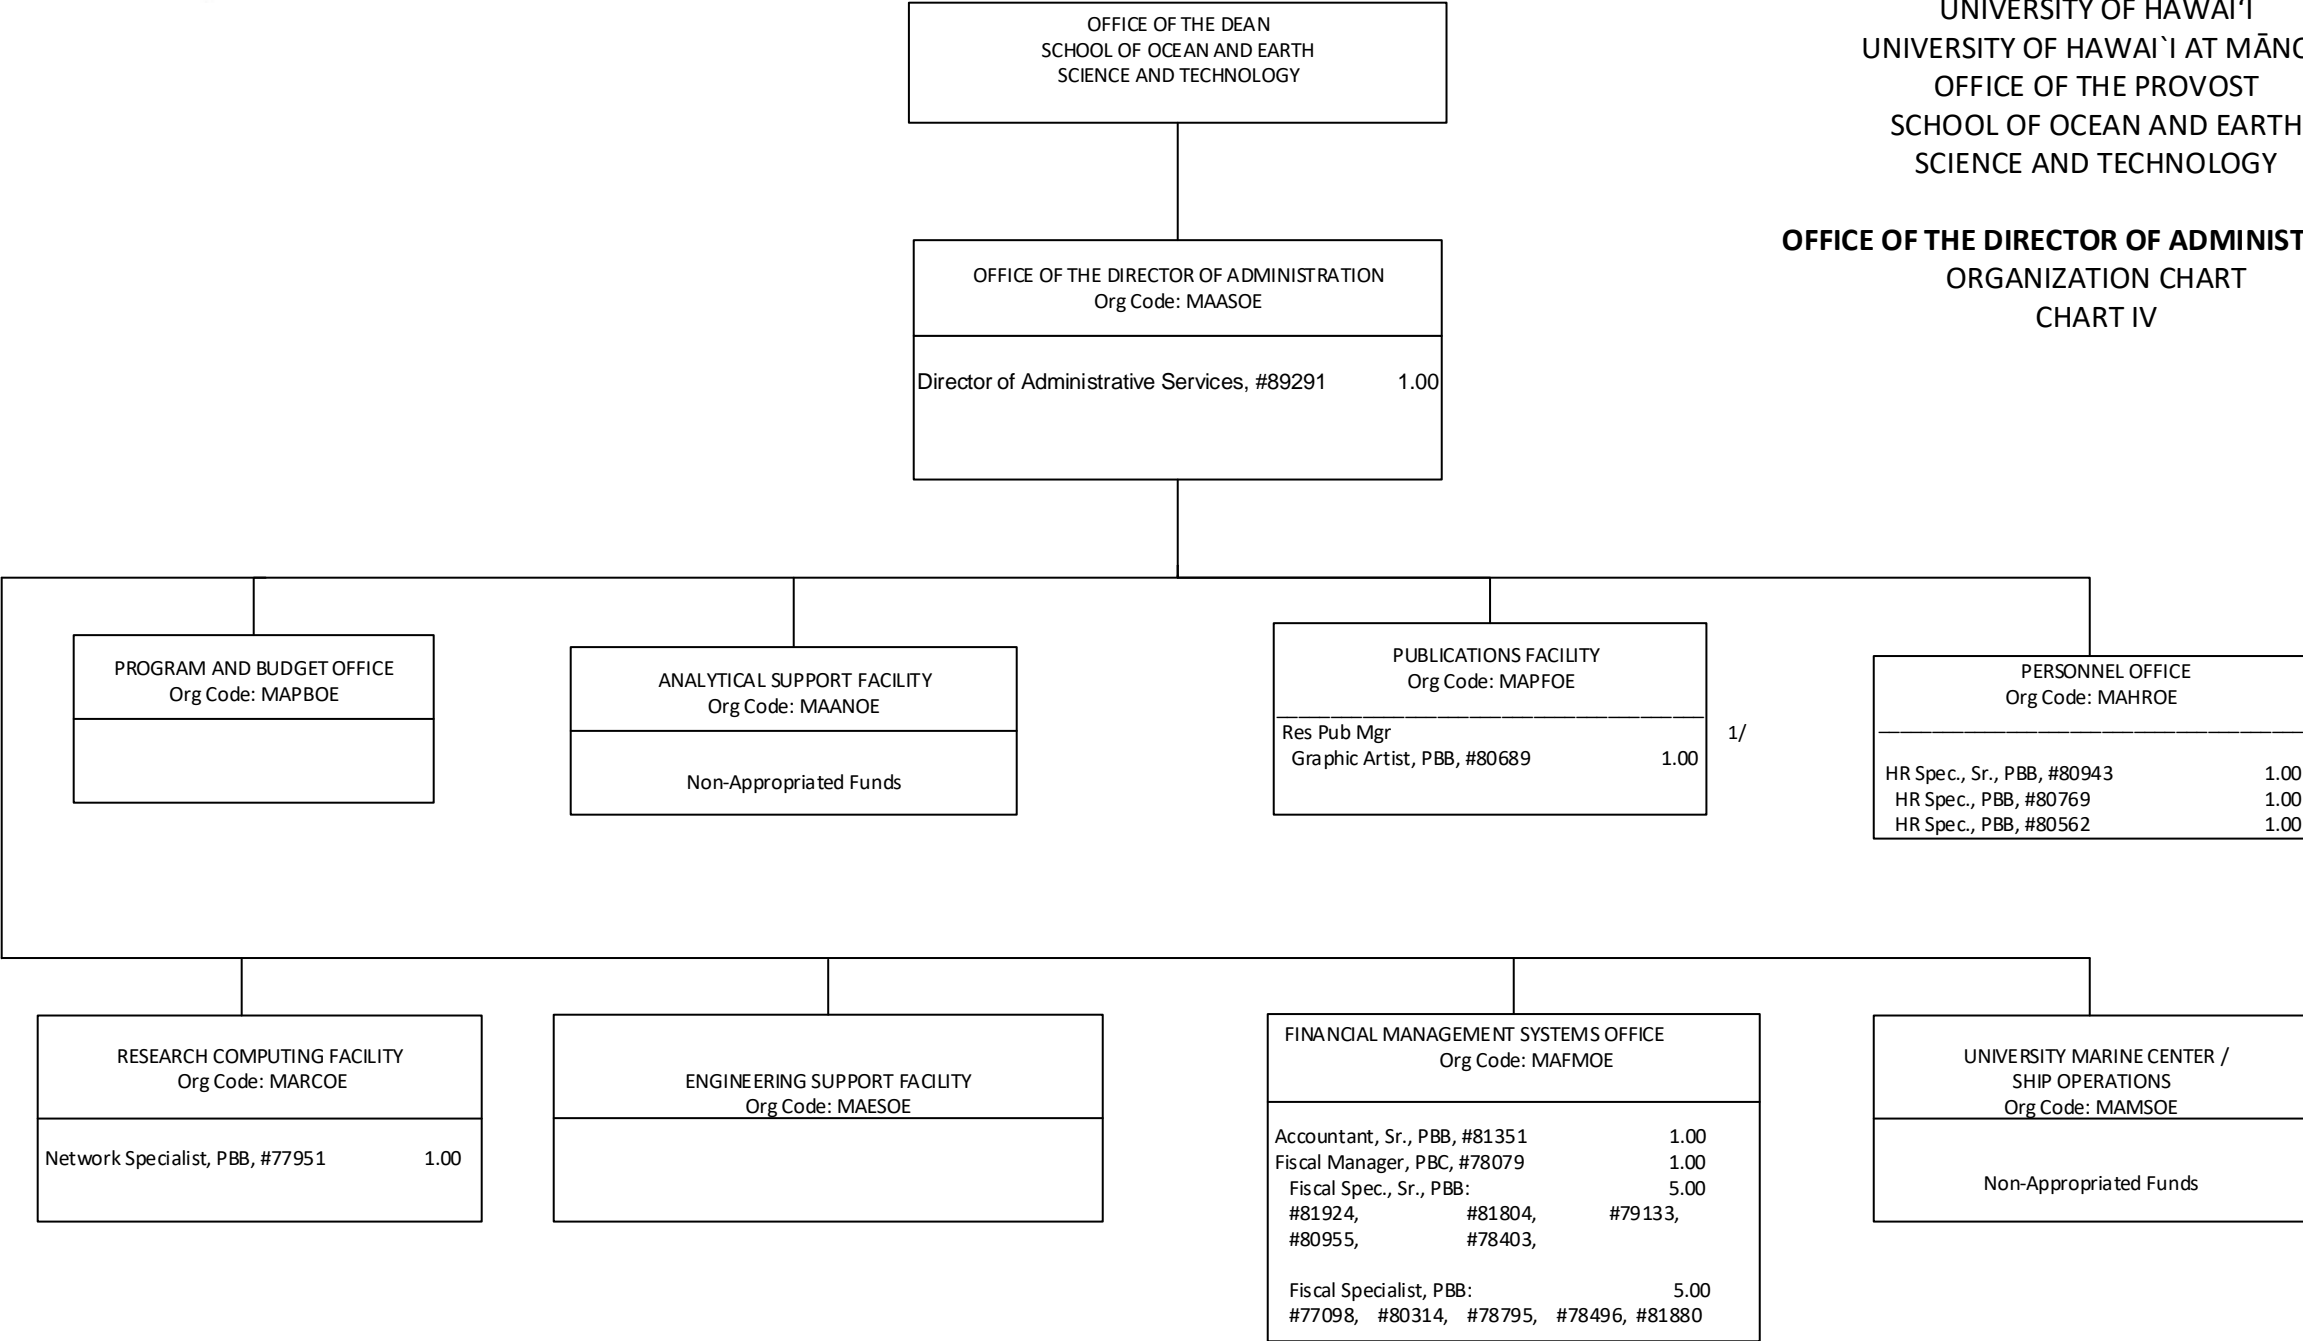 OFFICE OF THE DEAN
SCHOOL OF OCEAN AND EARTH
SCIENCE AND TECHNOLOGY
UNIVERSITY OF HAWAIʻI
UNIVERSITY OF HAWAI`I AT
OFFICE OF THE PROVOST
SCHOOL OF OCEAN AND EARTH
SCIENCE AND TECHNOLOGY
OFFICE OF THE DIRECTOR OF
ORGANIZATION CHART
CHART IV
OFFICE OF THE DIRECTOR OF ADMINISTRATION
Org Code: MAASOE
Director of Administrative Services, #89291 1.00
PROGRAM AND BUDGET OFFICE
Org Code: MAPBOE
ANALYTICAL SUPPORT FACILITY
Org Code: MAANOE
Non-Appropriated Funds
PUBLICATIONS FACILITY
Org Code: MAPFOE
Res Pub Mgr 1/
Graphic Artist, PBB, #80689 1.00
PERSONNEL OFFICE
Org Code: MAHROE
HR Spec., Sr., PBB, #80943 1.00
HR Spec., PBB, #80769 1.00
HR Spec., PBB, #80562 1.00
RESEARCH COMPUTING FACILITY
Org Code: MARCOE
Network Specialist, PBB, #77951 1.00
ENGINEERING SUPPORT FACILITY
Org Code: MAESOE
FINANCIAL MANAGEMENT SYSTEMS OFFICE
Org Code: MAFMOE
Accountant, Sr., PBB, #81351 1.00
Fiscal Manager, PBC, #78079 1.00
Fiscal Spec., Sr., PBB: 5.00
#81924, #81804, #79133,
#80955, #78403,
Fiscal Specialist, PBB: 5.00
#77098, #80314, #78795, #78496, #81880
UNIVERSITY MARINE CENTER /
SHIP OPERATIONS
Org Code: MAMSOE
Non-Appropriated Funds